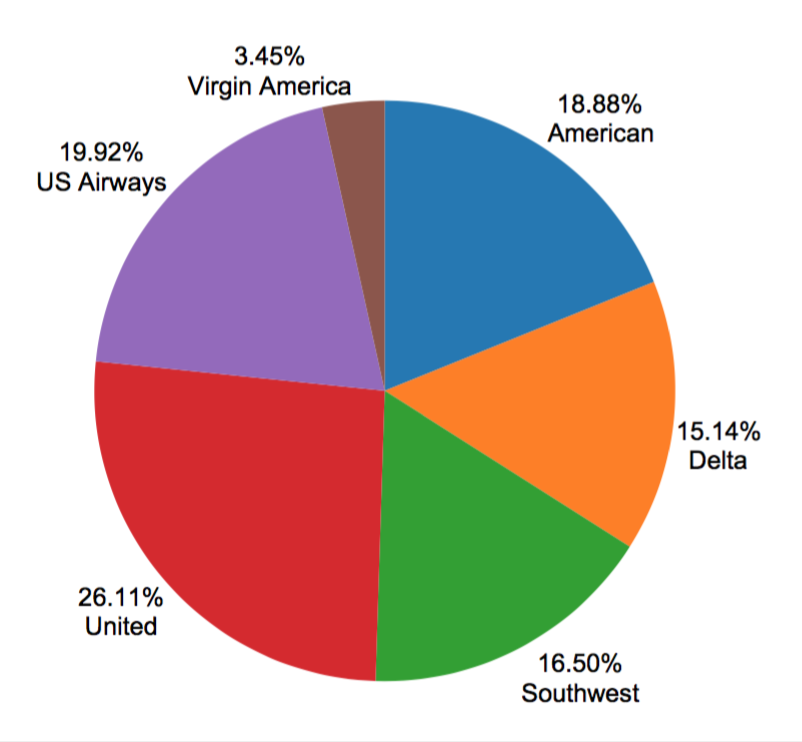 3.45%
Virgin America
18.88%
American
19.92%
US Airways
15.14%
Delta
26.11%
United
16.50%
Southwest